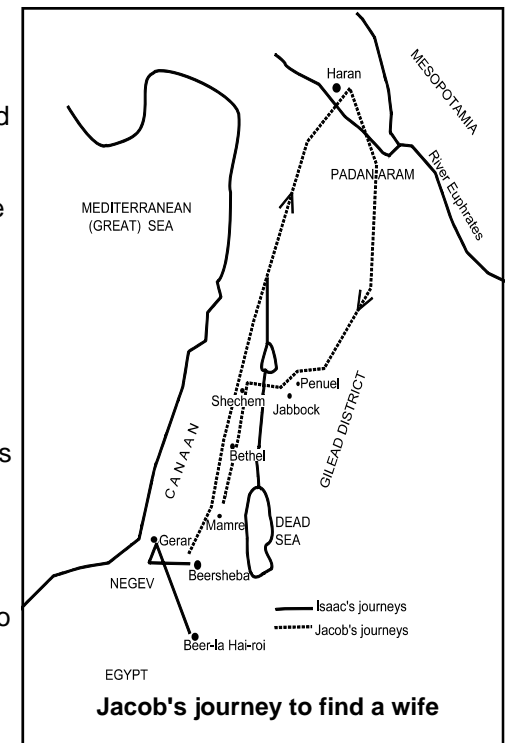 d
e
s
o
Haran
MESOPOTAMIA
PADAN ARAM
River Euphrates
MEDITERRANEAN
(GREAT) SEA
Penuel
Shechem
Jabbock
GILEAD DISTRICT
CANAAN
Bethel
Mamre
DEAD
SEA
Gerar
NEGEV
Beersheba
Isaac's journeys
Jacob's journeys
Beer-la Hai-roi
EGYPT
Jacob's journey to find a wife